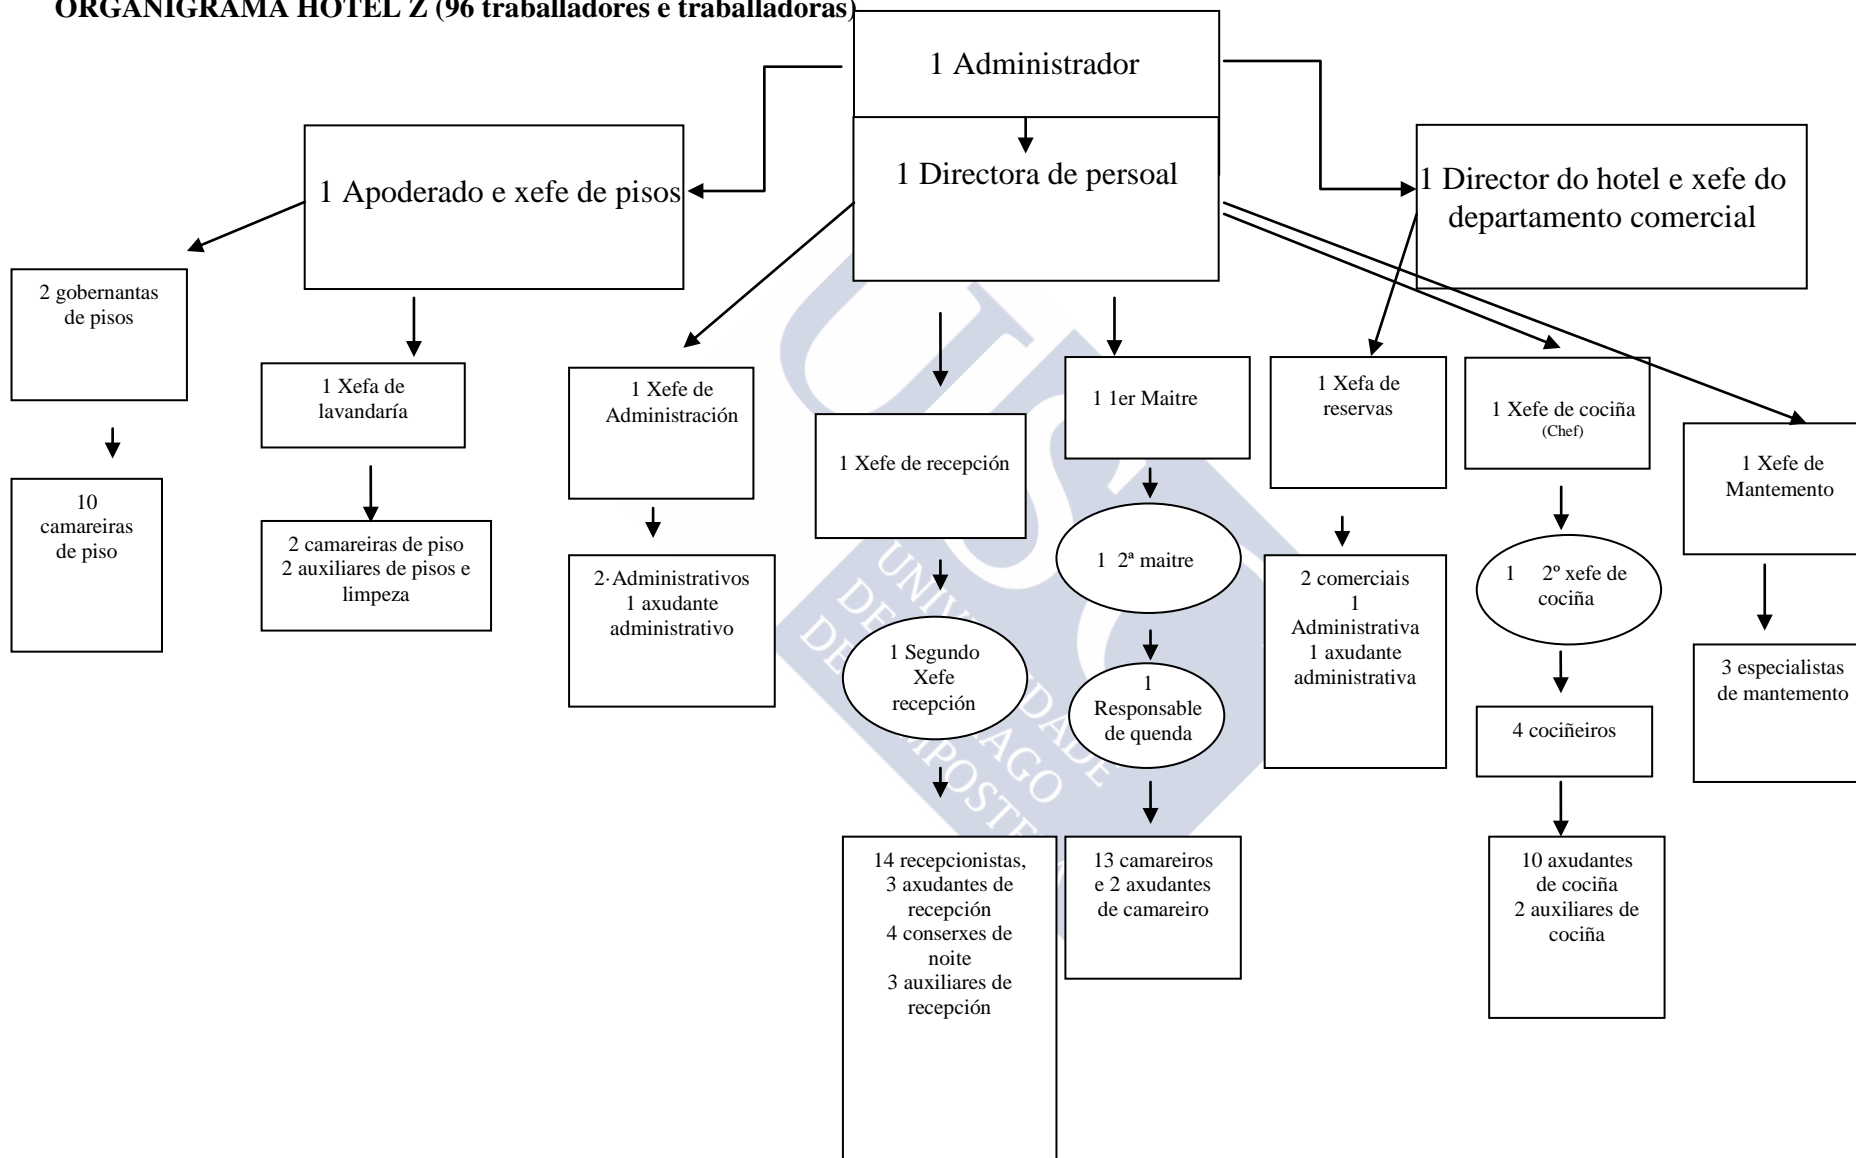 ORGANIGRAMA HOTEL Z (96 traballadores e traballadoras)
1 Administrador
1 Apoderado e xefe de pisos
1 Directora de persoal
1 Director do hotel e xefe do
departamento comercial
2 gobernantas
de pisos
10
camareiras
de piso
1 Xefa de
lavandaría
2 camareiras de piso
2 auxiliares de pisos e
limpeza
1 Xefe de
Administración
2·Administrativos
1 axudante
administrativo
1 Xefe de recepción
1 Segundo
Xefe
recepción
14 recepcionistas,
3 axudantes de
recepción
4 conserxes de
noite
3 auxiliares de
recepción
1 1er Maitre
1 2ª maitre
1
Responsable
de quenda
13 camareiros
e 2 axudantes
de camareiro
1 Xefa de
reservas
2 comerciais
1
Administrativa
1 axudante
administrativa
1 Xefe de cociña
(Chef)
1 2º xefe de
cociña
4 cociñeiros
10 axudantes
de cociña
2 auxiliares de
cociña
1 Xefe de
Mantemento
3 especialistas
de mantemento